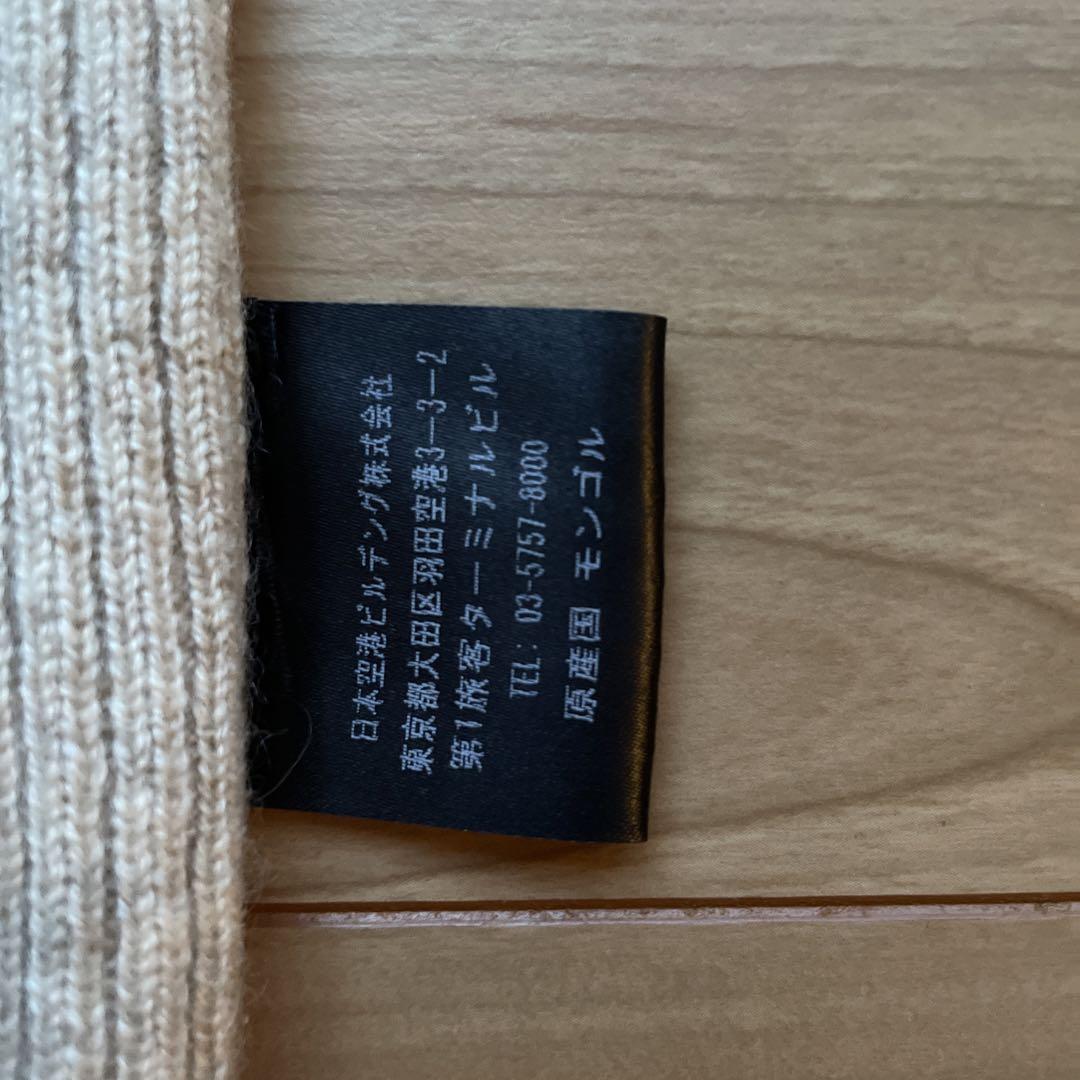 日本空港ビルデング株式会社
東京都大田区羽田空港3-3-2
第1旅客ターミナルビル
TEL: 03-5757-8000
原産国 モンゴル